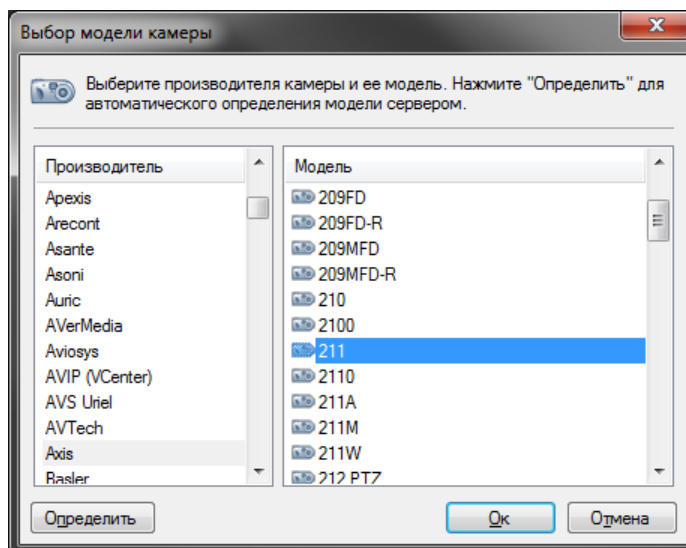 Выбор модели камеры
Выберите производителя камеры и ее модель. Нажмите "Определить" для
автоматического определения модели сервером.
Производитель
Apexis
Arecont
Asante
Asoni
Auric
AVerMedia
Aviosys
AVIP (VCenter)
AVS Uriel
AVTech
Axis
Basler
Модель
209FD
209FD-R
209MFD
209MFD-R
210
2100
211
2110
211A
211M
211W
212 PTZ
Определить
Ок
Отмена